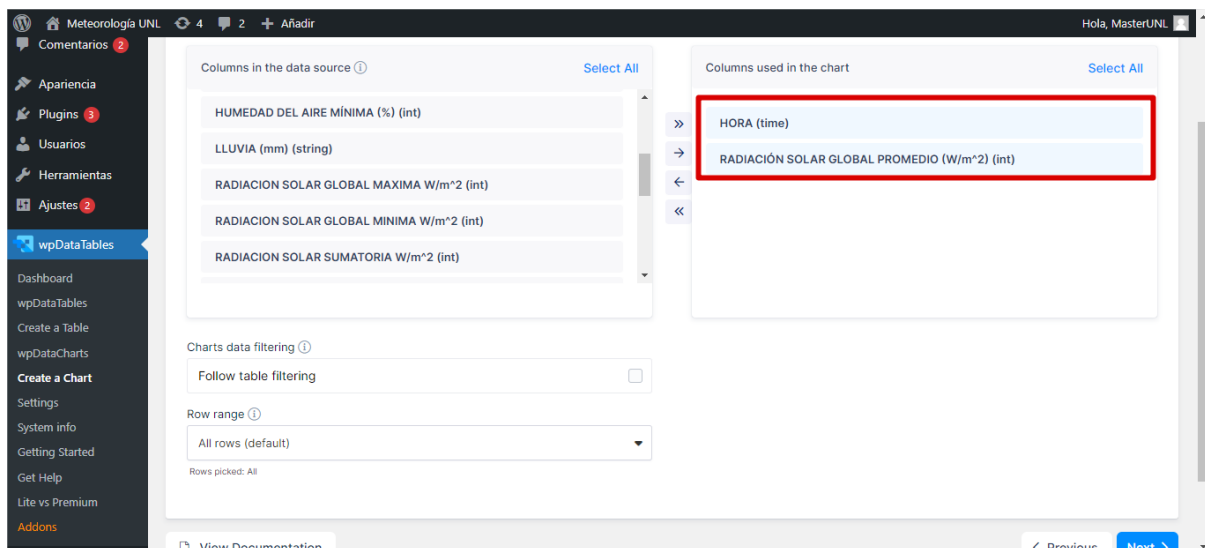 Meteorología UNL 4 2 Añadir Hola, MasterUNL
Comentarios 2
Apariencia
Plugins 3
Usuarios
Herramientas
Ajustes 2
wpDataTables
Dashboard
wpDataTables
Create a Table
wpDataCharts
Create a Chart
Settings
System info
Getting Started
Get Help
Lite vs Premium
Addons
Columns in the data source Select All
HUMEDAD DEL AIRE MÍNIMA (%) (int)
LLUVIA (mm) (string)
RADIACION SOLAR GLOBAL MAXIMA W/m^2 (int)
RADIACION SOLAR GLOBAL MINIMA W/m^2 (int)
RADIACION SOLAR SUMATORIA W/m^2 (int)
Columns used in the chart Select All
HORA (time)
RADIACIÓN SOLAR GLOBAL PROMEDIO (W/m^2) (int)
Charts data filtering
Follow table filtering
Row range
All rows (default)
Rows picked: All
View Documentation
Previous Next